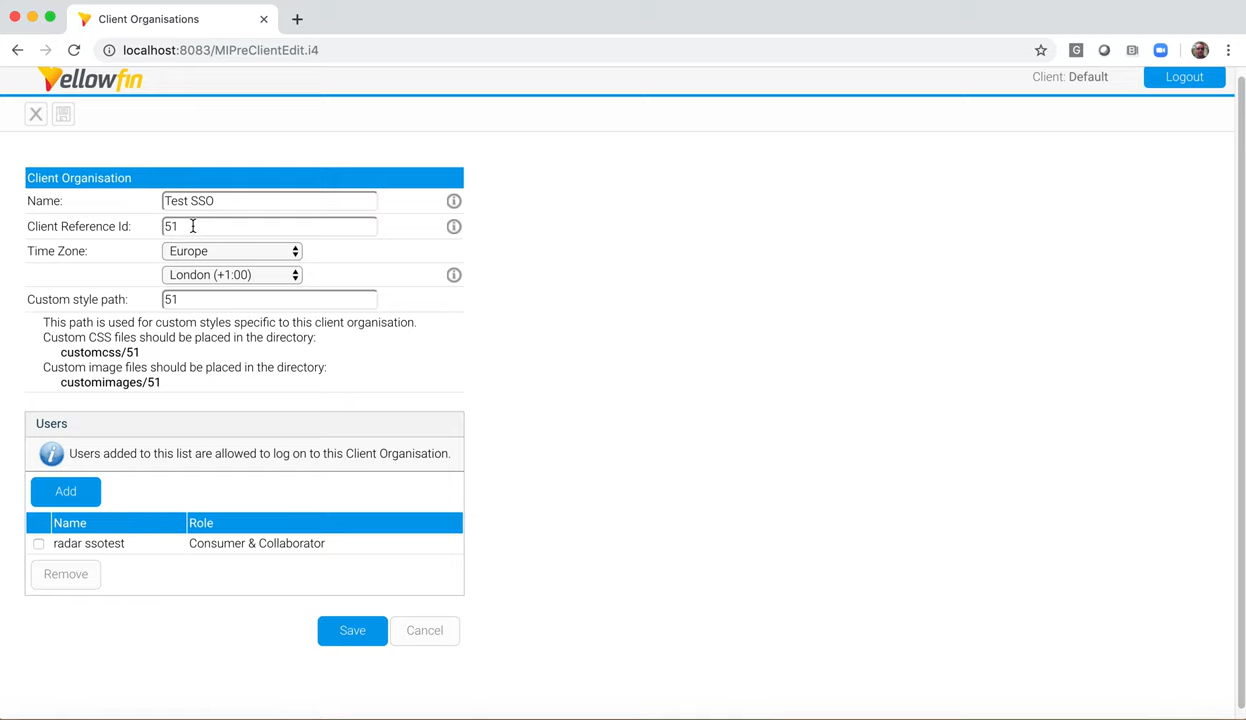 Client Organisations
localhost:8083/MIPreClientEdit.i4
G
Yellowfin
Client: Default
Logout
Client Organisation
Name:
Test SSO
Client Reference Id:
51
Time Zone:
Europe
London (+1:00)
Custom style path:
51
This path is used for custom styles specific to this client organisation.
Custom CSS files should be placed in the directory:
customcss/51
Custom image files should be placed in the directory:
customimages/51
Users
Users added to this list are allowed to log on to this Client Organisation.
Add
Name Role
radar ssotest Consumer & Collaborator
Remove
Save
Cancel